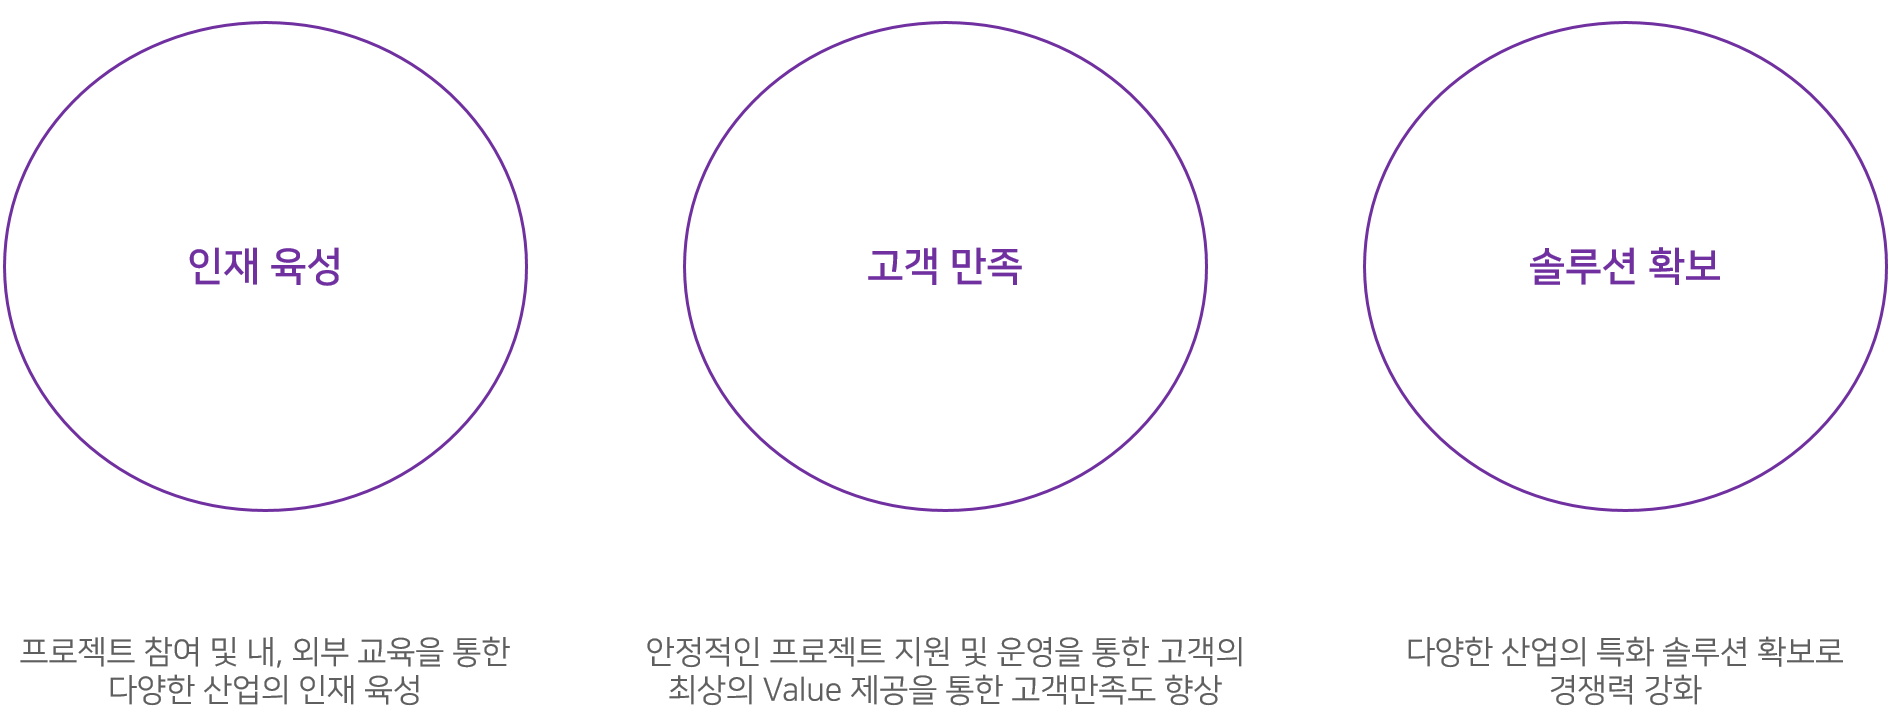 인재 육성
고객 만족
솔루션 확보
프로젝트 참여 및 내, 외부 교육을 통한
다양한 산업의 인재 육성
안정적인 프로젝트 지원 및 운영을 통한 고객의
최상의 Value 제공을 통한 고객만족도 향상
다양한 산업의 특화 솔루션 확보로
경쟁력 강화